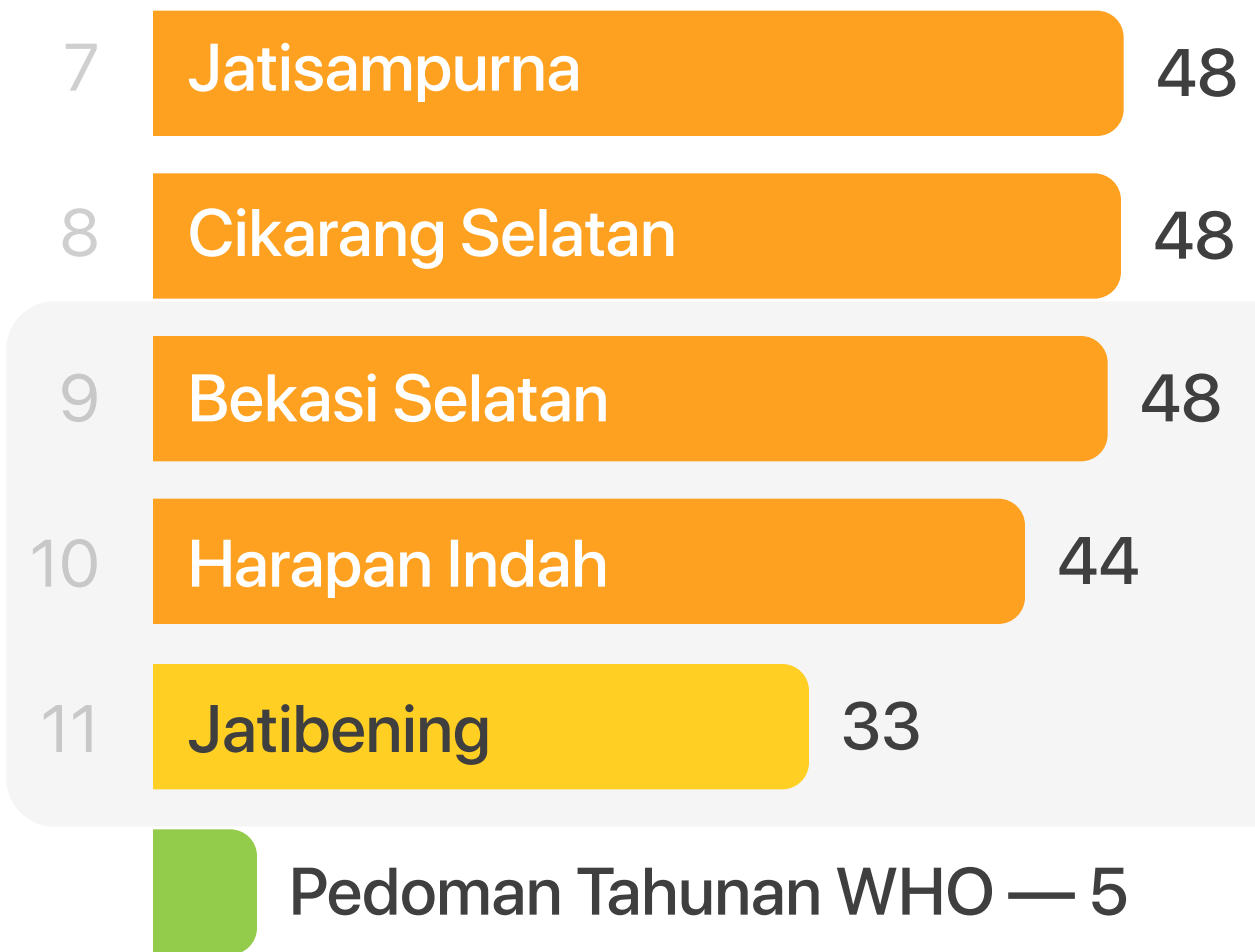 7 Jatisampurna 48
8 Cikarang Selatan 48
9 Bekasi Selatan 48
10 Harapan Indah 44
11 Jatibening 33
Pedoman Tahunan WHO — 5